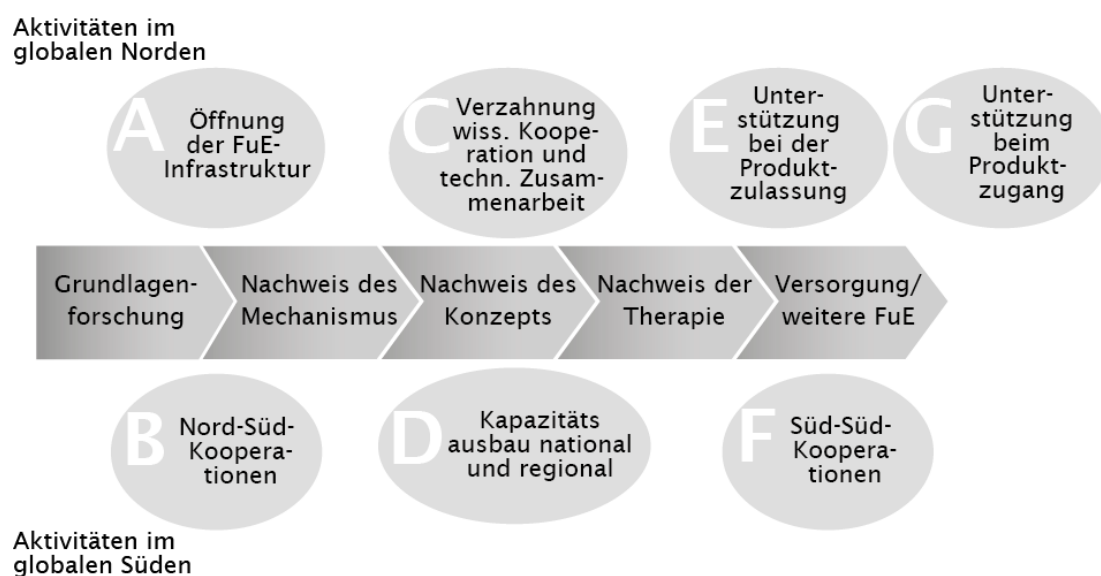 Aktivitäten im
globalen Norden
A
Öffnung
der FuE-
Infrastruktur
C
Verzahnung
wiss. Koope-
ration und
techn. Zusam-
menarbeit
E
Unter-
stützung
bei der
Produkt-
zulassung
G
Unter-
stützung
beim
Produkt-
zugang
Grundlagen-
forschung
Nachweis des
Mechanismus
Nachweis des
Konzepts
Nachweis der
Therapie
Versorgung/
weitere FuE
B
Nord-Süd-
Koopera-
tionen
D
Kapazitäts
ausbau national
und regional
F
Süd-Süd-
Koopera-
tionen
Aktivitäten im
globalen Süden